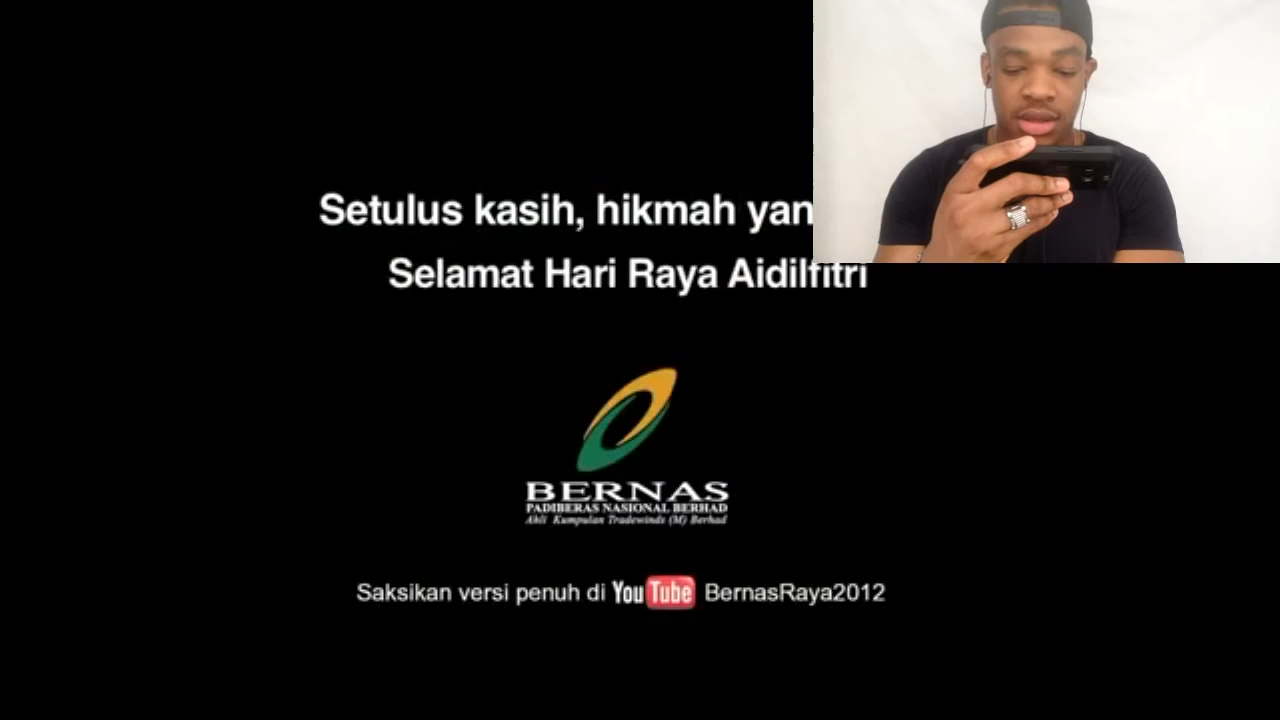 Setulus kasih, hikmah yan
Selamat Hari Raya Aidilfitri
BERNAS
PADIBERAS NASIONAL BERHAD
Ahli Kumpulan Tradewinds (M) Berhad
Saksikan versi penuh di YouTube BernasRaya2012